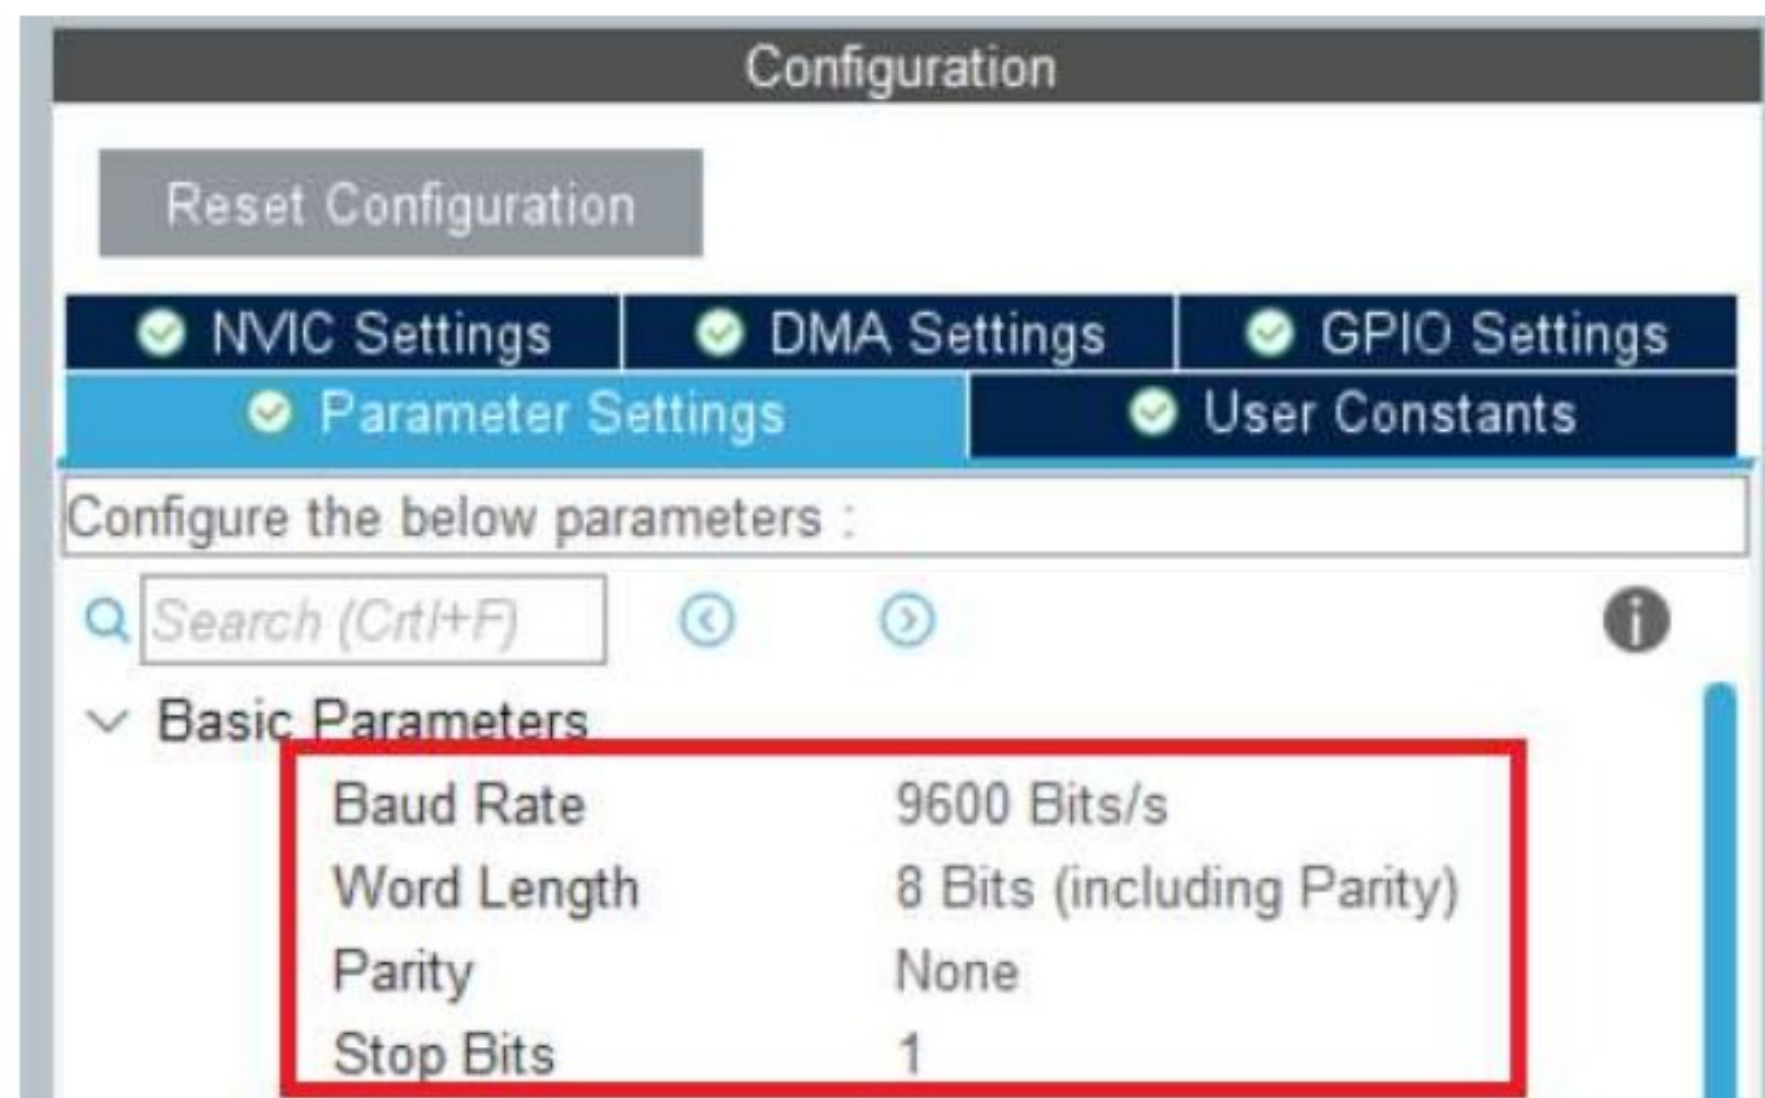 Configuration
Reset Configuration
NVIC Settings DMA Settings GPIO Settings
Parameter Settings User Constants
Configure the below parameters :
Search (Crtl+F)
Basic Parameters
Baud Rate 9600 Bits/s
Word Length 8 Bits (including Parity)
Parity None
Stop Bits 1